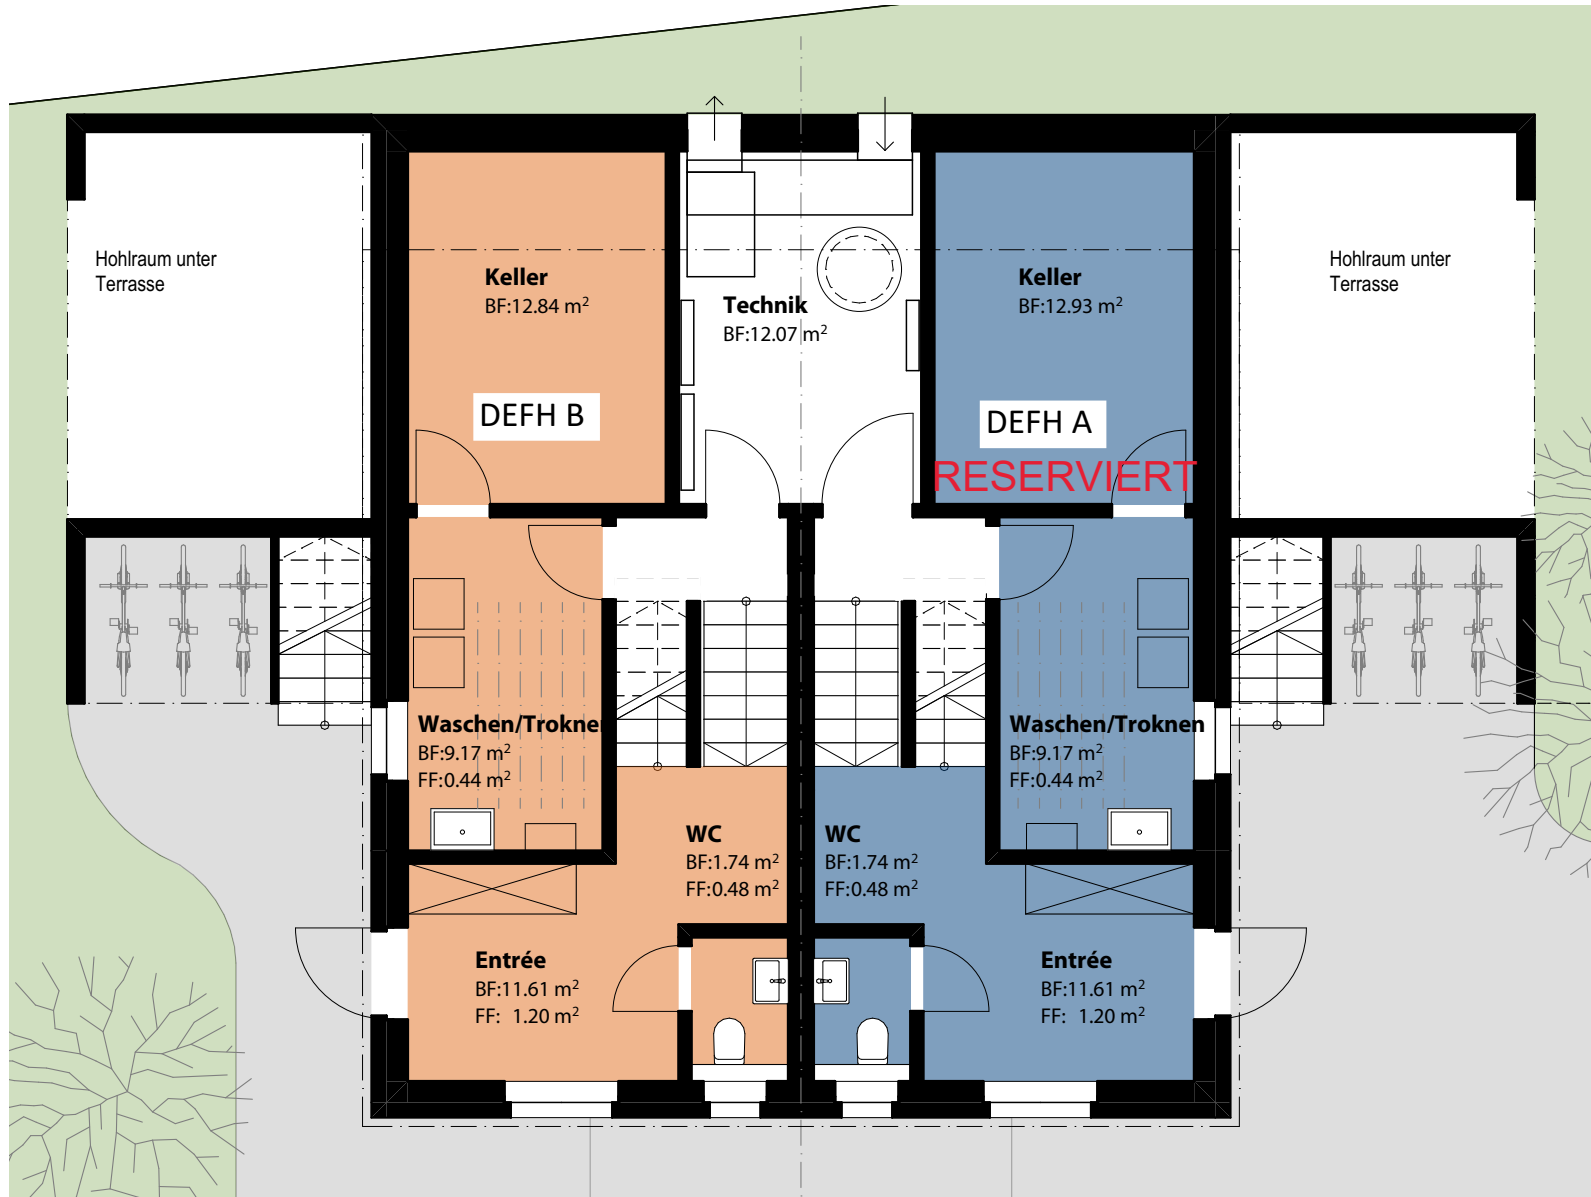 Hohlraum unter
Terrasse
Keller
BF:12.84 m²
DEFH B
Technik
BF:12.07 m²
Keller
BF:12.93 m²
DEFH A
RESERVIERT
Hohlraum unter
Terrasse
Waschen/Troknen
BF:9.17 m²
FF:0.44 m²
Waschen/Troknen
BF:9.17 m²
FF:0.44 m²
WC
BF:1.74 m²
FF:0.48 m²
WC
BF:1.74 m²
FF:0.48 m²
Entrée
BF:11.61 m²
FF: 1.20 m²
Entrée
BF:11.61 m²
FF: 1.20 m²